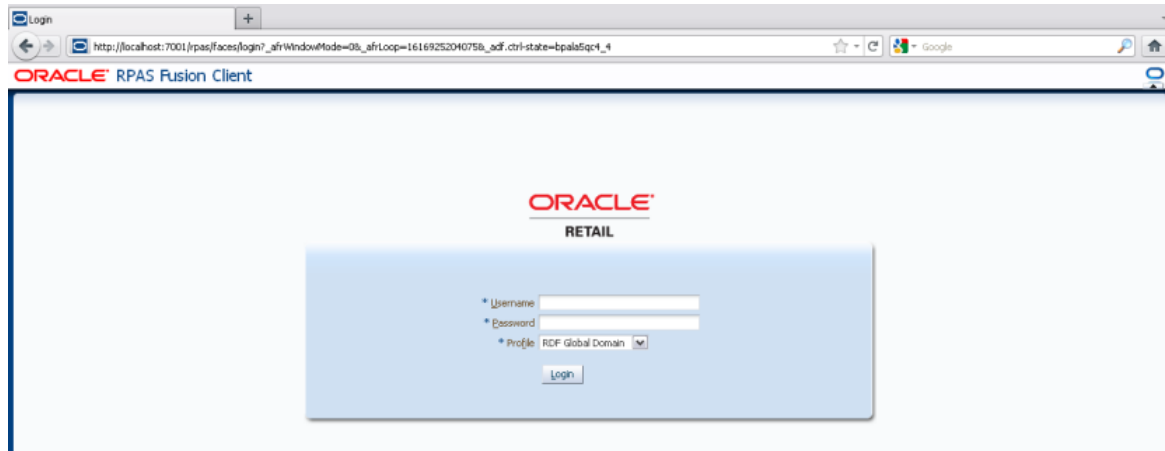 Login
http://localhost:7001/rpas/faces/login?_afrWindowMode=0&_afrLoop=1616925204075&_adf.ctrl-state=bpala5qc4_4
Google
ORACLE RPAS Fusion Client
ORACLE
RETAIL
* Username
* Password
* Profile RDF Global Domain
Login